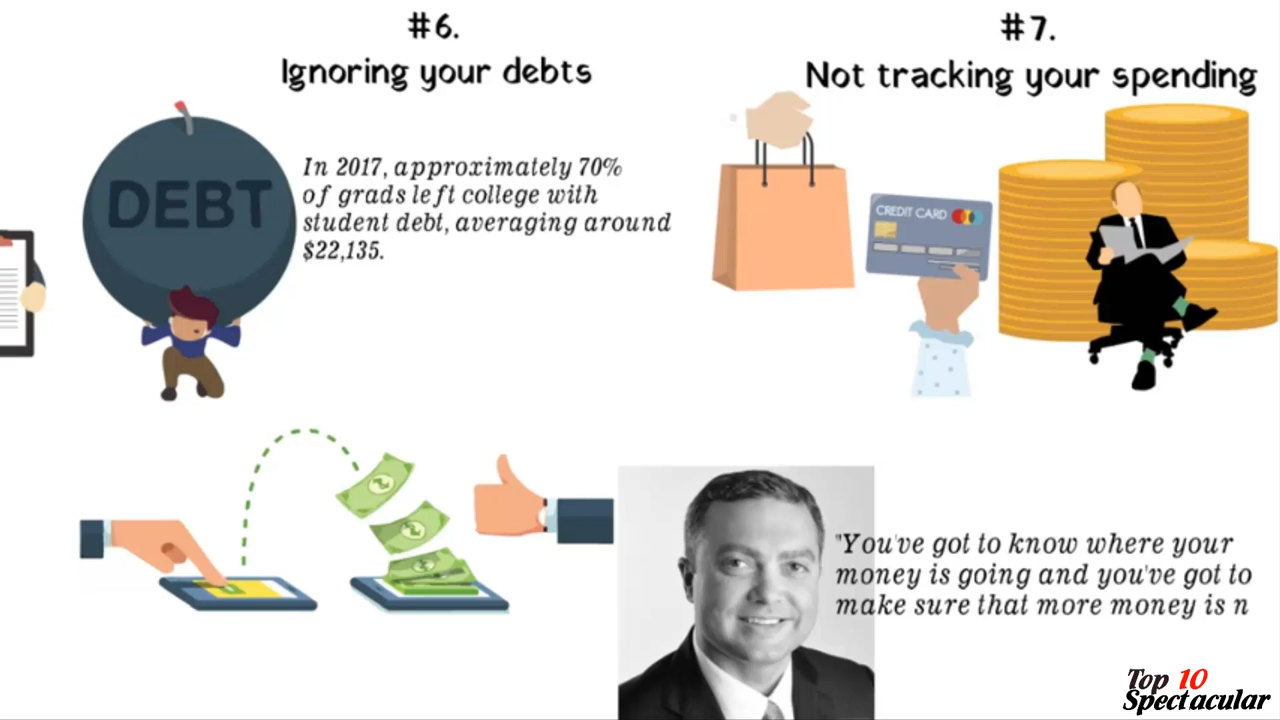 #6.
Ignoring your debts
DEBT
In 2017, approximately 70%
of grads left college with
student debt, averaging around
$22,135.
#7.
Not tracking your spending
CREDIT CARD
"You've got to know where your
money is going and you've got to
make sure that more money is n
Top 10
Spectacular